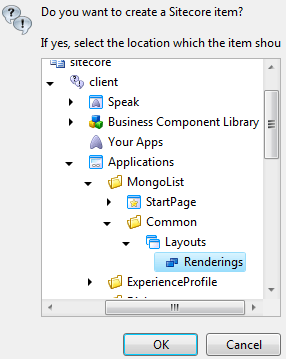 Do you want to create a Sitecore item?
If yes, select the location which the item shou
sitecore
client
Speak
Business Component Library
Your Apps
Applications
MongoList
StartPage
Common
Layouts
Renderings
ExperienceProfile
OK
Cancel